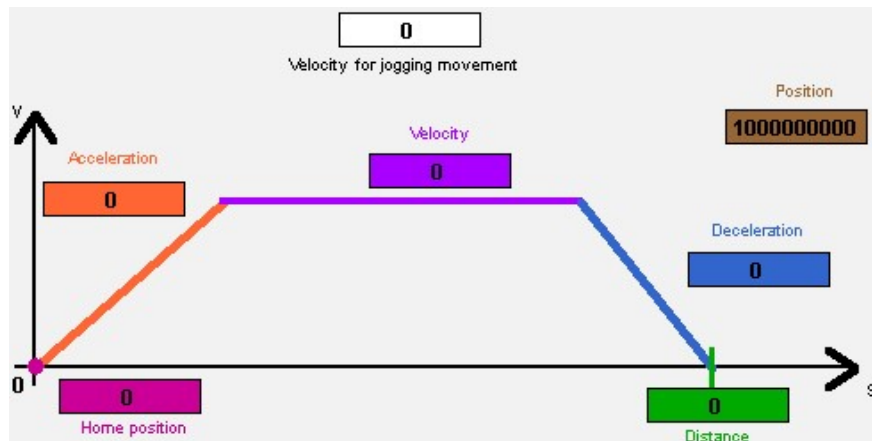 0
Velocity for jogging movement
V
Position
1000000000
Velocity
0
Acceleration
0
Deceleration
0
0
0
Home position
0
Distance
s